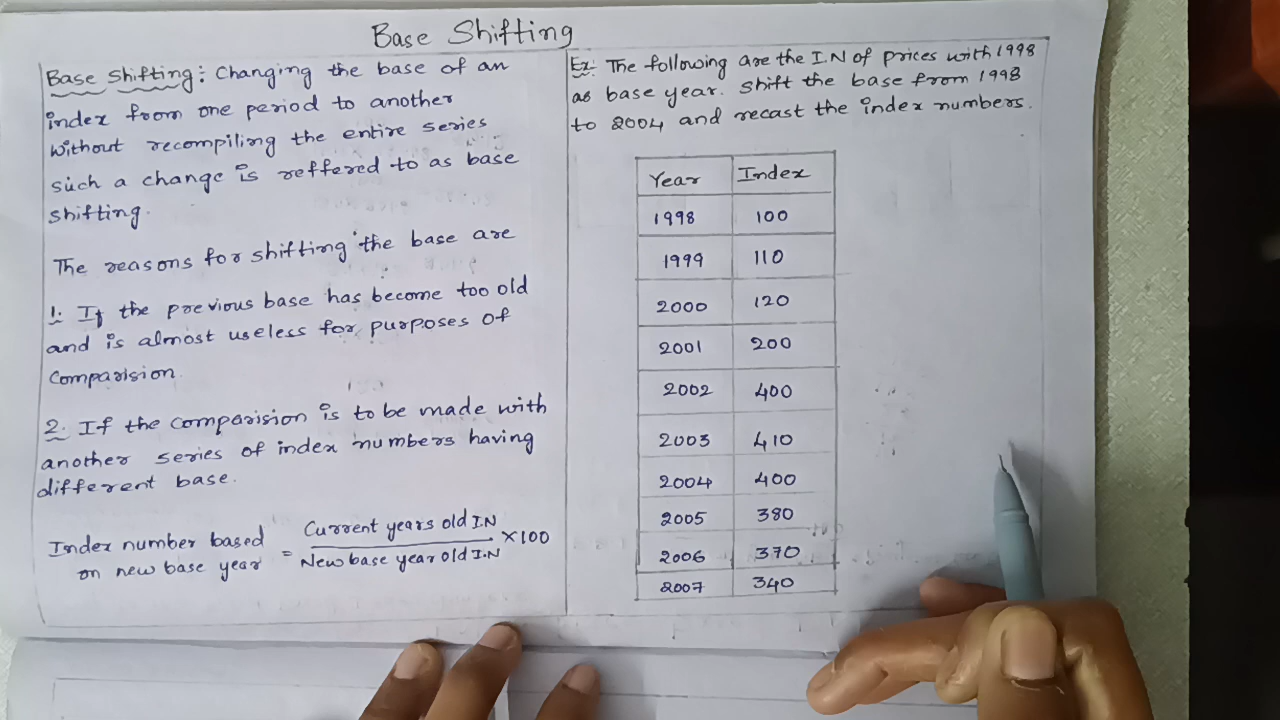 Base Shifting
Base Shifting: Changing the base of an
index from one period to another
without recompiling the entire series
such a change is reffered to as base
shifting.
The reasons for shifting the base are
1. If the previous base has become too old
and is almost useless for purposes of
Comparision.
2. If the comparision is to be made with
another series of index numbers having
different base.
Index number based on new base year = Current years old I.N / New base year old I.N × 100
Ex: The following are the I.N of prices with 1998
as base year. Shift the base from 1998
to 2004 and recast the index numbers.
Year Index
1998 100
1999 110
2000 120
2001 200
2002 400
2003 410
2004 400
2005 380
2006 370
2007 340